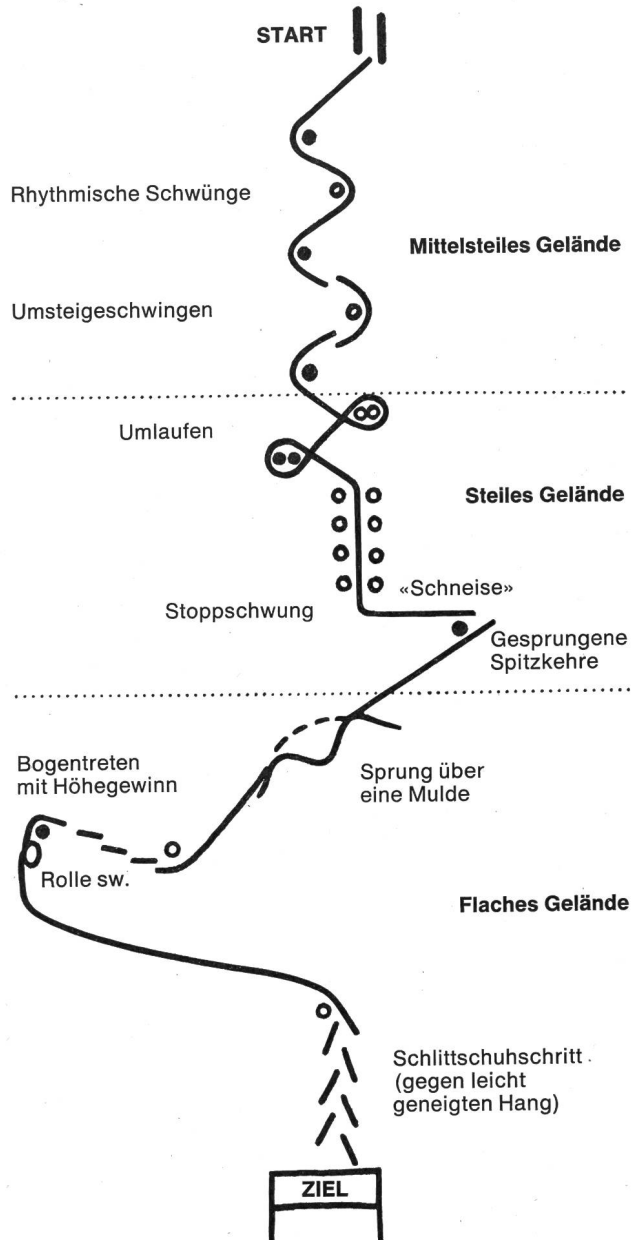 START
Rhythmische Schwünge
Mittelsteiles Gelände
Umsteigeschwingen
Umlaufen
Steiles Gelände
«Schneise»
Stoppschwung
Gesprungene
Spitzkehre
Bogentreten
mit Höhegewinn
Sprung über
eine Mulde
Rolle sw.
Flaches Gelände
Schlittschuhschritt
(gegen leicht
geneigten Hang)
ZIEL